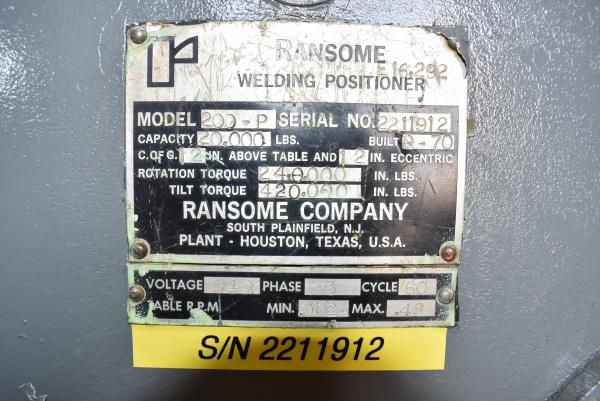 RANSOME
E16,292
WELDING POSITIONER
MODEL 200-P SERIAL NO. 2211912
CAPACITY 20,000 LBS. BUILT 9-70
C. OF G. 12 IN. ABOVE TABLE AND 12 IN. ECCENTRIC
ROTATION TORQUE 240,000 IN. LBS.
TILT TORQUE 420,000 IN. LBS.
RANSOME COMPANY
SOUTH PLAINFIELD, N.J.
PLANT - HOUSTON, TEXAS, U.S.A.
VOLTAGE 440 PHASE 3 CYCLE 60
TABLE R.P.M. MIN. .012 MAX. .48
S/N 2211912